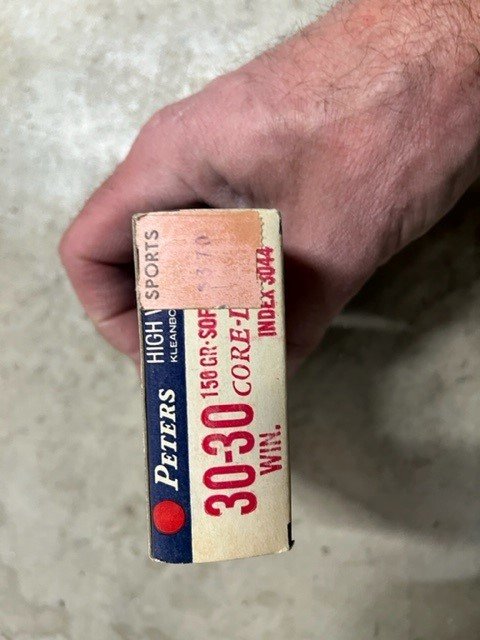 PETERS HIGH V
KLEANBO
150 GR. SOF
30-30 CORE-L
WIN. INDEX 3044
SPORTS